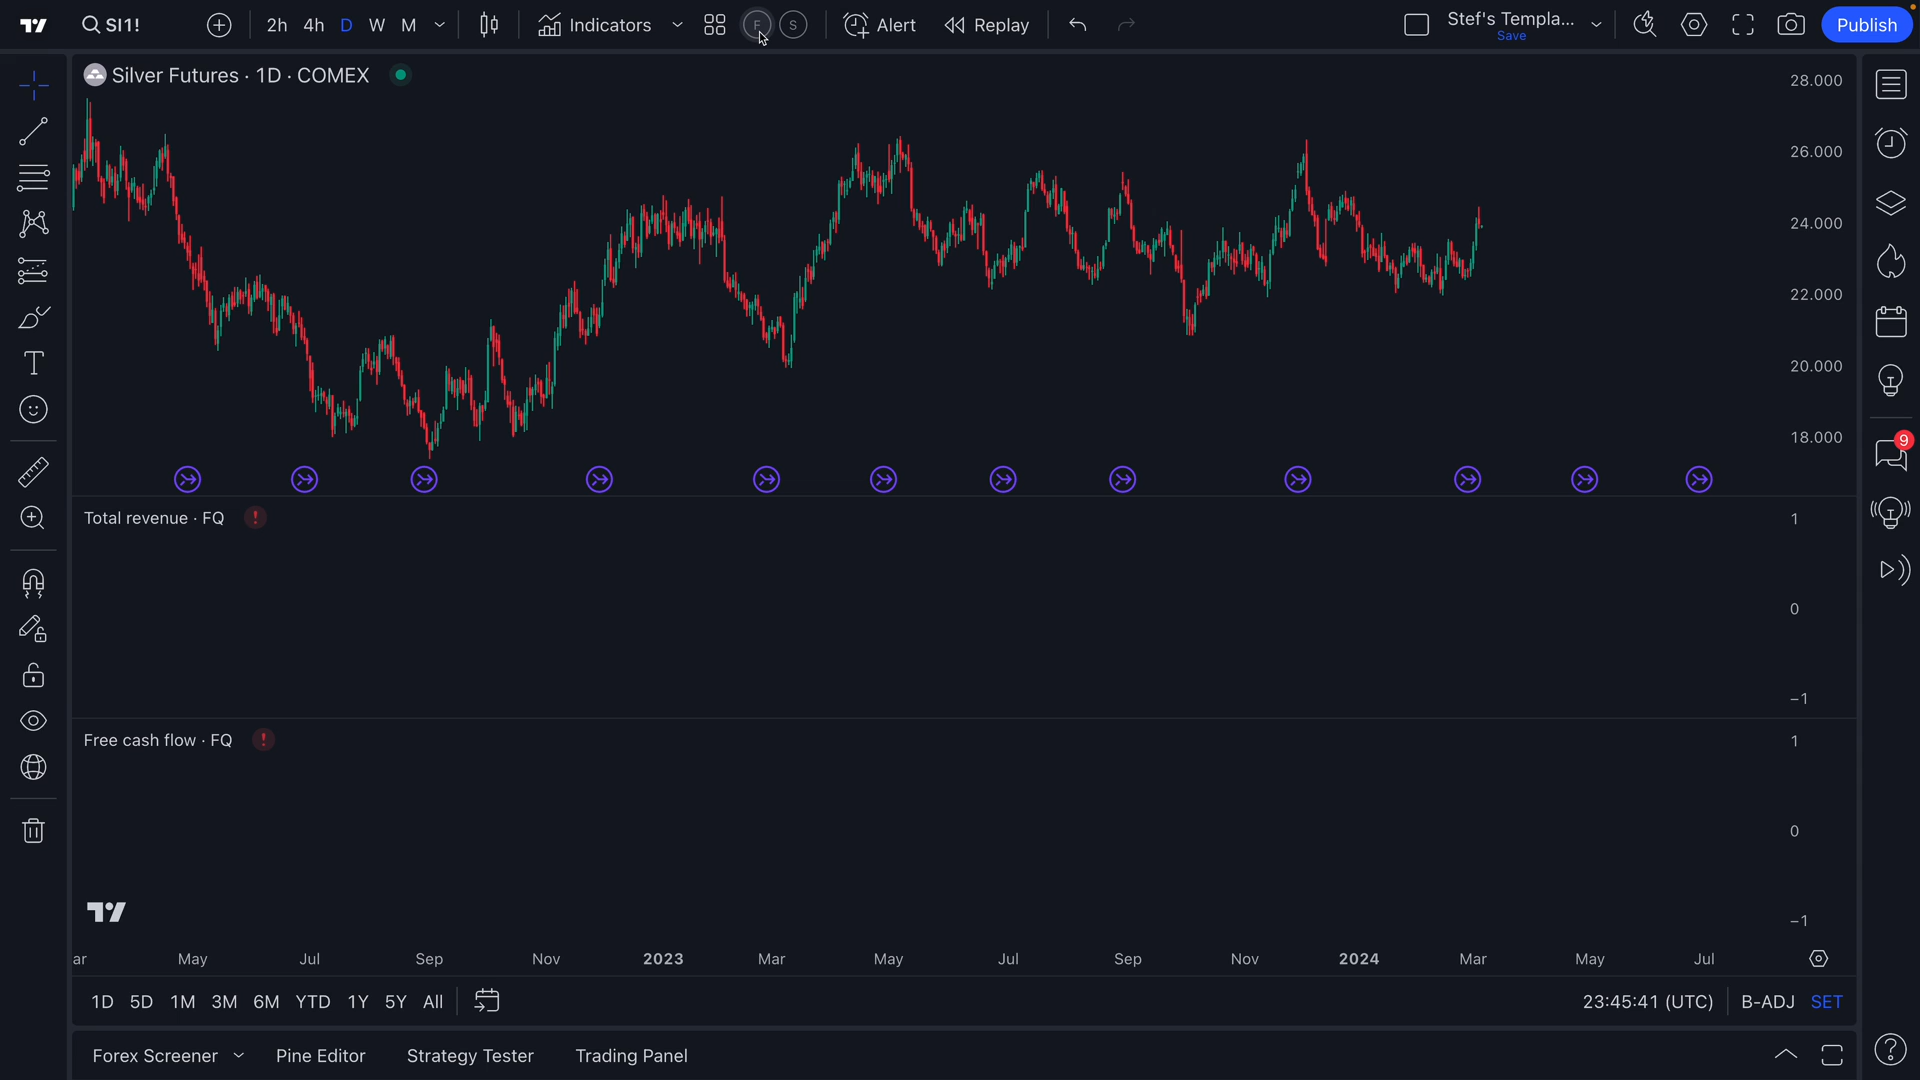 SI1!
2h 4h D W M
Indicators
F
S
Alert
Replay
Stef's Templa...
Save
Publish
Silver Futures · 1D · COMEX
28.000
26.000
24.000
22.000
20.000
18.000
9
Total revenue · FQ !
1
0
−1
Free cash flow · FQ !
1
0
−1
ar May Jul Sep Nov 2023 Mar May Jul Sep Nov 2024 Mar May Jul
1D 5D 1M 3M 6M YTD 1Y 5Y All
23:45:41 (UTC) B-ADJ SET
Forex Screener Pine Editor Strategy Tester Trading Panel